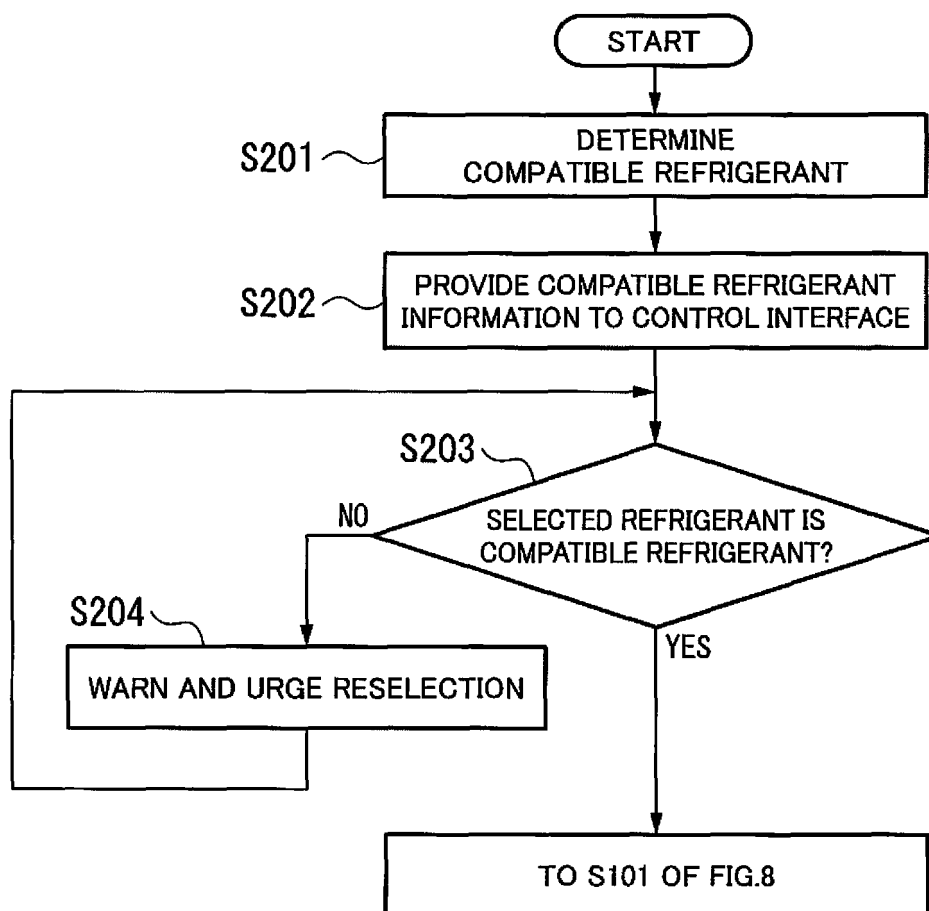 START
S201
DETERMINE
COMPATIBLE REFRIGERANT
S202
PROVIDE COMPATIBLE REFRIGERANT
INFORMATION TO CONTROL INTERFACE
S203
NO
SELECTED REFRIGERANT IS
COMPATIBLE REFRIGERANT?
S204
YES
WARN AND URGE RESELECTION
TO S101 OF FIG.8